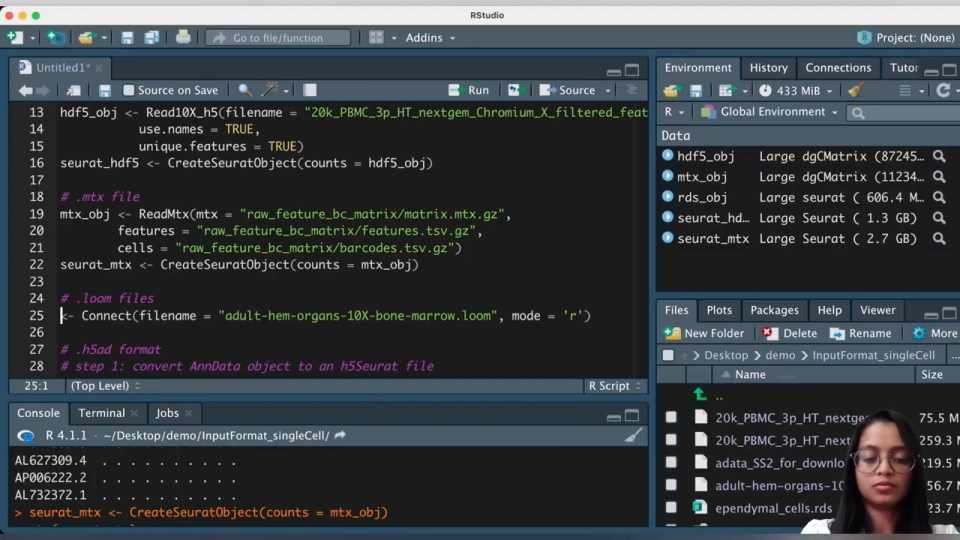 RStudio
Go to file/function
Addins
Project: (None)
Untitled1*
Source on Save
Run
Source
13 hdf5_obj <- Read10X_h5(filename = "20k_PBMC_3p_HT_nextgem_Chromium_X_filtered_feat
14 use.names = TRUE,
15 unique.features = TRUE)
16 seurat_hdf5 <- CreateSeuratObject(counts = hdf5_obj)
17
18 # .mtx file
19 mtx_obj <- ReadMtx(mtx = "raw_feature_bc_matrix/matrix.mtx.gz",
20 features = "raw_feature_bc_matrix/features.tsv.gz",
21 cells = "raw_feature_bc_matrix/barcodes.tsv.gz")
22 seurat_mtx <- CreateSeuratObject(counts = mtx_obj)
23
24 # .loom files
25 <- Connect(filename = "adult-hem-organs-10X-bone-marrow.loom", mode = 'r')
26
27 # .h5ad format
28 # step 1: convert AnnData object to an h5Seurat file
25:1 (Top Level) R Script
Console Terminal Jobs
R 4.1.1 · ~/Desktop/demo/InputFormat_singleCell/
AL627309.4 . . . . . . . . . .
AP006222.2 . . . . . . . . . .
AL732372.1 . . . . . . . . . .
> seurat_mtx <- CreateSeuratObject(counts = mtx_obj)
Environment History Connections Tutor
433 MiB
R Global Environment
Data
hdf5_obj Large dgCMatrix (87245…
mtx_obj Large dgCMatrix (11234…
rds_obj Large seurat ( 606.4 M…
seurat_hd… Large Seurat ( 1.3 GB)
seurat_mtx Large Seurat ( 2.7 GB)
Files Plots Packages Help Viewer
New Folder Delete Rename More
> Desktop > demo > InputFormat_singleCell ...
Name Size
..
20k_PBMC_3p_HT_nextgem 75.5 M
20k_PBMC_3p_HT_nextg 259.3 M
adata_SS2_for_downlo 219.5 M
adult-hem-organs-10 56.7 M
ependymal_cells.rds 23.7 M